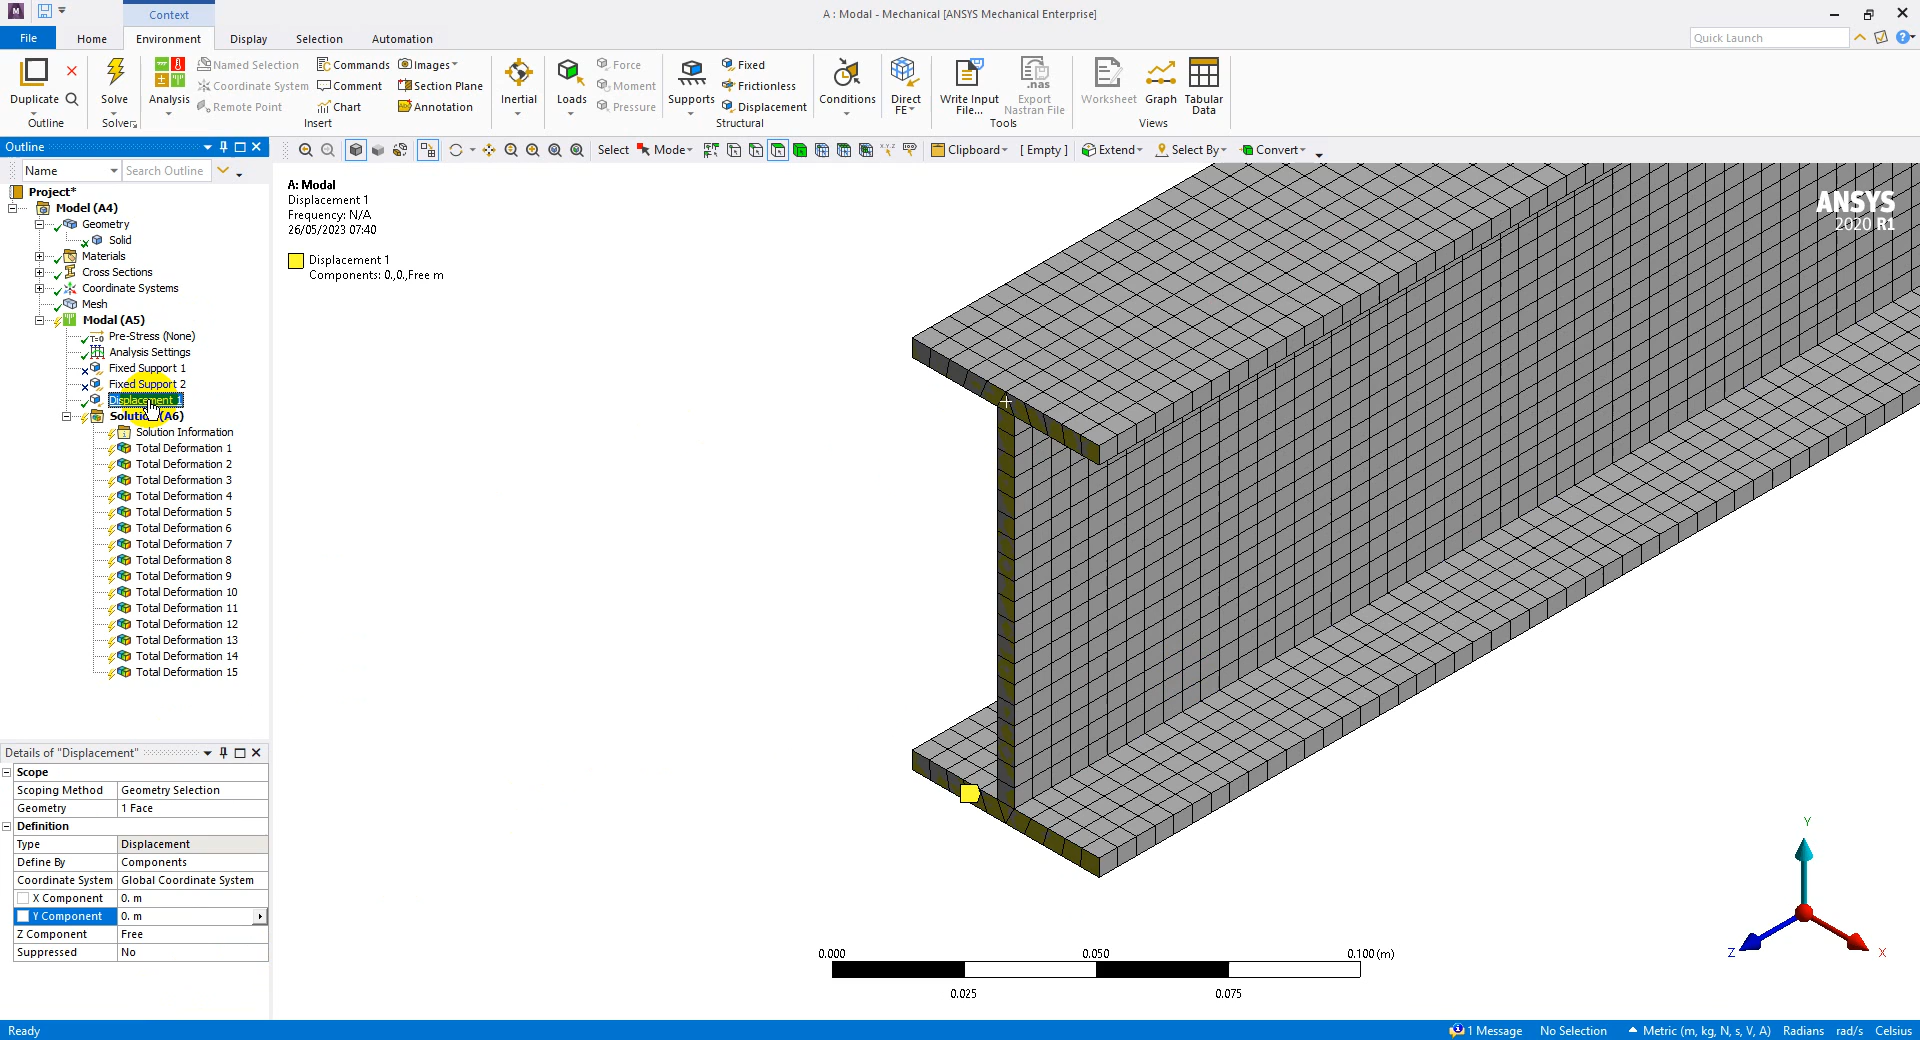 Context
A : Modal - Mechanical [ANSYS Mechanical Enterprise]
File Home Environment Display Selection Automation Quick Launch
Duplicate Solve Analysis Named Selection Commands Images Inertial Loads Force Supports Fixed Conditions Direct FE Write Input File... Export Nastran File Worksheet Graph Tabular Data
Coordinate System Comment Section Plane Moment Frictionless
Remote Point Chart Annotation Pressure Displacement
Outline Solver Insert Structural Tools Views
Outline
Select Mode Clipboard [ Empty ] Extend Select By Convert
Name Search Outline
Project*
Model (A4)
Geometry
Solid
Materials
Cross Sections
Coordinate Systems
Mesh
Modal (A5)
Pre-Stress (None)
Analysis Settings
Fixed Support 1
Fixed Support 2
Displacement 1
Solution (A6)
Solution Information
Total Deformation 1
Total Deformation 2
Total Deformation 3
Total Deformation 4
Total Deformation 5
Total Deformation 6
Total Deformation 7
Total Deformation 8
Total Deformation 9
Total Deformation 10
Total Deformation 11
Total Deformation 12
Total Deformation 13
Total Deformation 14
Total Deformation 15
A: Modal
Displacement 1
Frequency: N/A
26/05/2023 07:40
Displacement 1
Components: 0.,0.,Free m
ANSYS
2020 R1
Details of "Displacement"
Scope
Scoping Method Geometry Selection
Geometry 1 Face
Definition
Type Displacement
Define By Components
Coordinate System Global Coordinate System
X Component 0. m
Y Component 0. m
Z Component Free
Suppressed No
Y
Z
X
0.000 0.050 0.100 (m)
0.025 0.075
Ready 1 Message No Selection Metric (m, kg, N, s, V, A) Radians rad/s Celsius